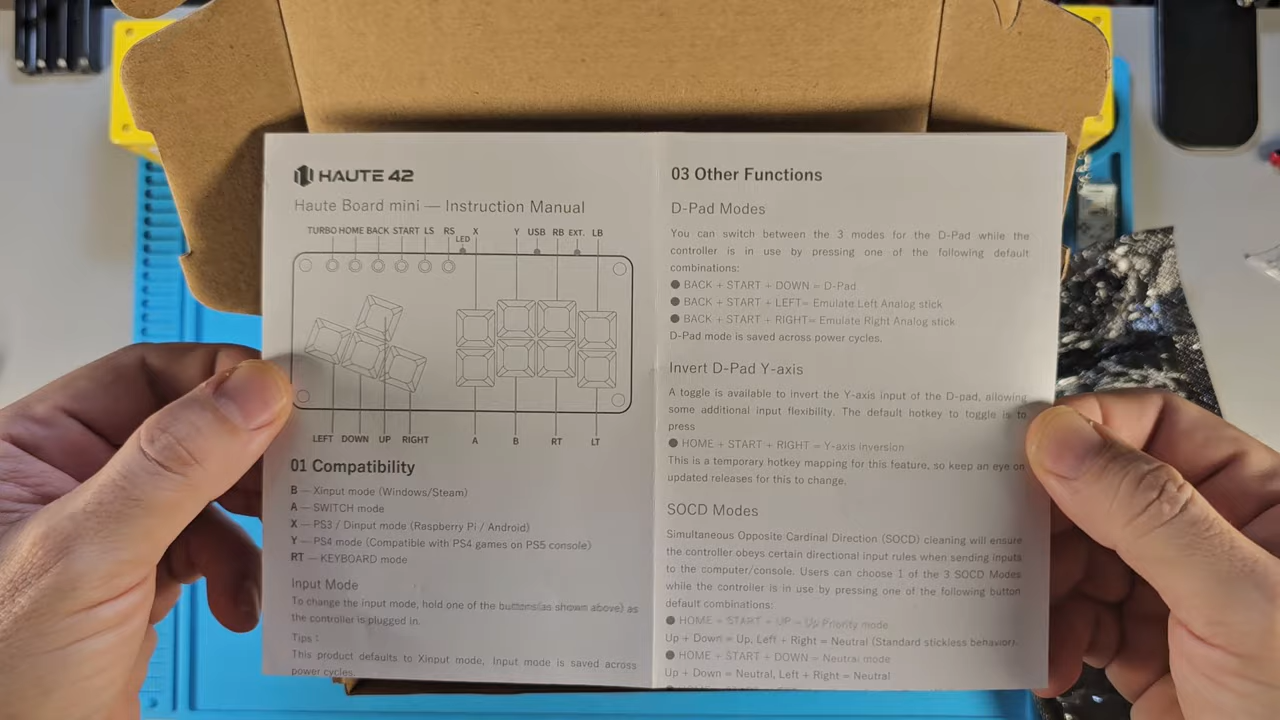 HAUTE 42
Haute Board mini — Instruction Manual
TURBO HOME BACK START LS RS LED X Y USB RB EXT. LB
LEFT DOWN UP RIGHT A B RT LT
01 Compatibility
B — Xinput mode (Windows/Steam)
A — SWITCH mode
X — PS3 / Dinput mode (Raspberry Pi / Android)
Y — PS4 mode (Compatible with PS4 games on PS5 console)
RT — KEYBOARD mode
Input Mode
To change the input mode, hold one of the buttons(as shown above) as
the controller is plugged in.
Tips :
This product defaults to Xinput mode, Input mode is saved across
power cycles.
03 Other Functions
D-Pad Modes
You can switch between the 3 modes for the D-Pad while the
controller is in use by pressing one of the following default
combinations:
● BACK + START + DOWN = D-Pad
● BACK + START + LEFT= Emulate Left Analog stick
● BACK + START + RIGHT= Emulate Right Analog stick
D-Pad mode is saved across power cycles.
Invert D-Pad Y-axis
A toggle is available to invert the Y-axis input of the D-pad, allowing
some additional input flexibility. The default hotkey to toggle is to
press
● HOME + START + RIGHT = Y-axis inversion
This is a temporary hotkey mapping for this feature, so keep an eye on
updated releases for this to change.
SOCD Modes
Simultaneous Opposite Cardinal Direction (SOCD) cleaning will ensure
the controller obeys certain directional input rules when sending inputs
to the computer/console. Users can choose 1 of the 3 SOCD Modes
while the controller is in use by pressing one of the following button
default combinations:
● HOME + START + UP = Up Priority mode
Up + Down = Up, Left + Right = Neutral (Standard stickless behavior).
● HOME + START + DOWN = Neutral mode
Up + Down = Neutral, Left + Right = Neutral